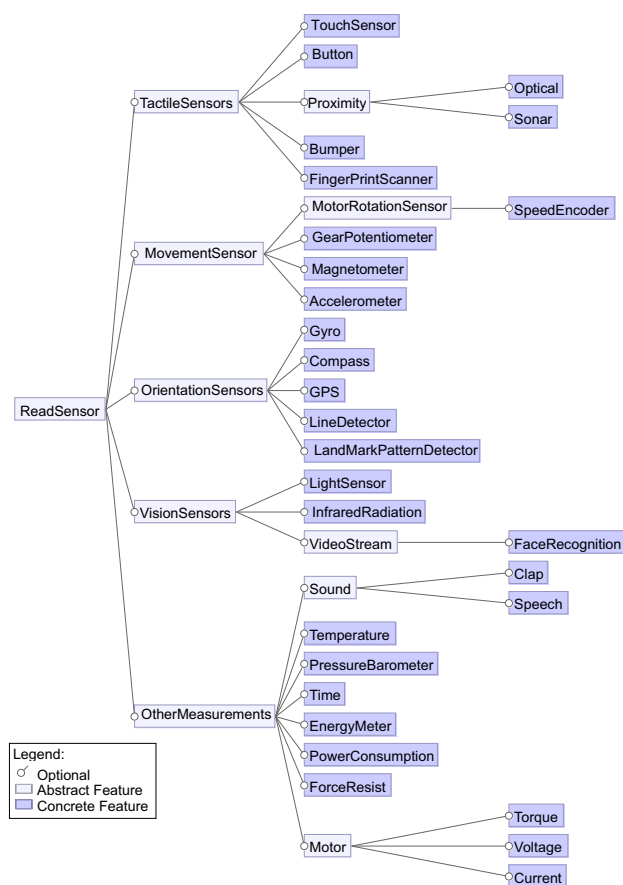 TouchSensor
Button
TactileSensors
Proximity
Optical
Sonar
Bumper
FingerPrintScanner
MotorRotationSensor
SpeedEncoder
GearPotentiometer
MovementSensor
Magnetometer
Accelerometer
Gyro
Compass
OrientationSensors
GPS
ReadSensor
LineDetector
LandMarkPatternDetector
LightSensor
VisionSensors
InfraredRadiation
VideoStream
FaceRecognition
Sound
Clap
Speech
Temperature
PressureBarometer
Time
OtherMeasurements
EnergyMeter
PowerConsumption
ForceResist
Motor
Torque
Voltage
Current
Legend:
Optional
Abstract Feature
Concrete Feature